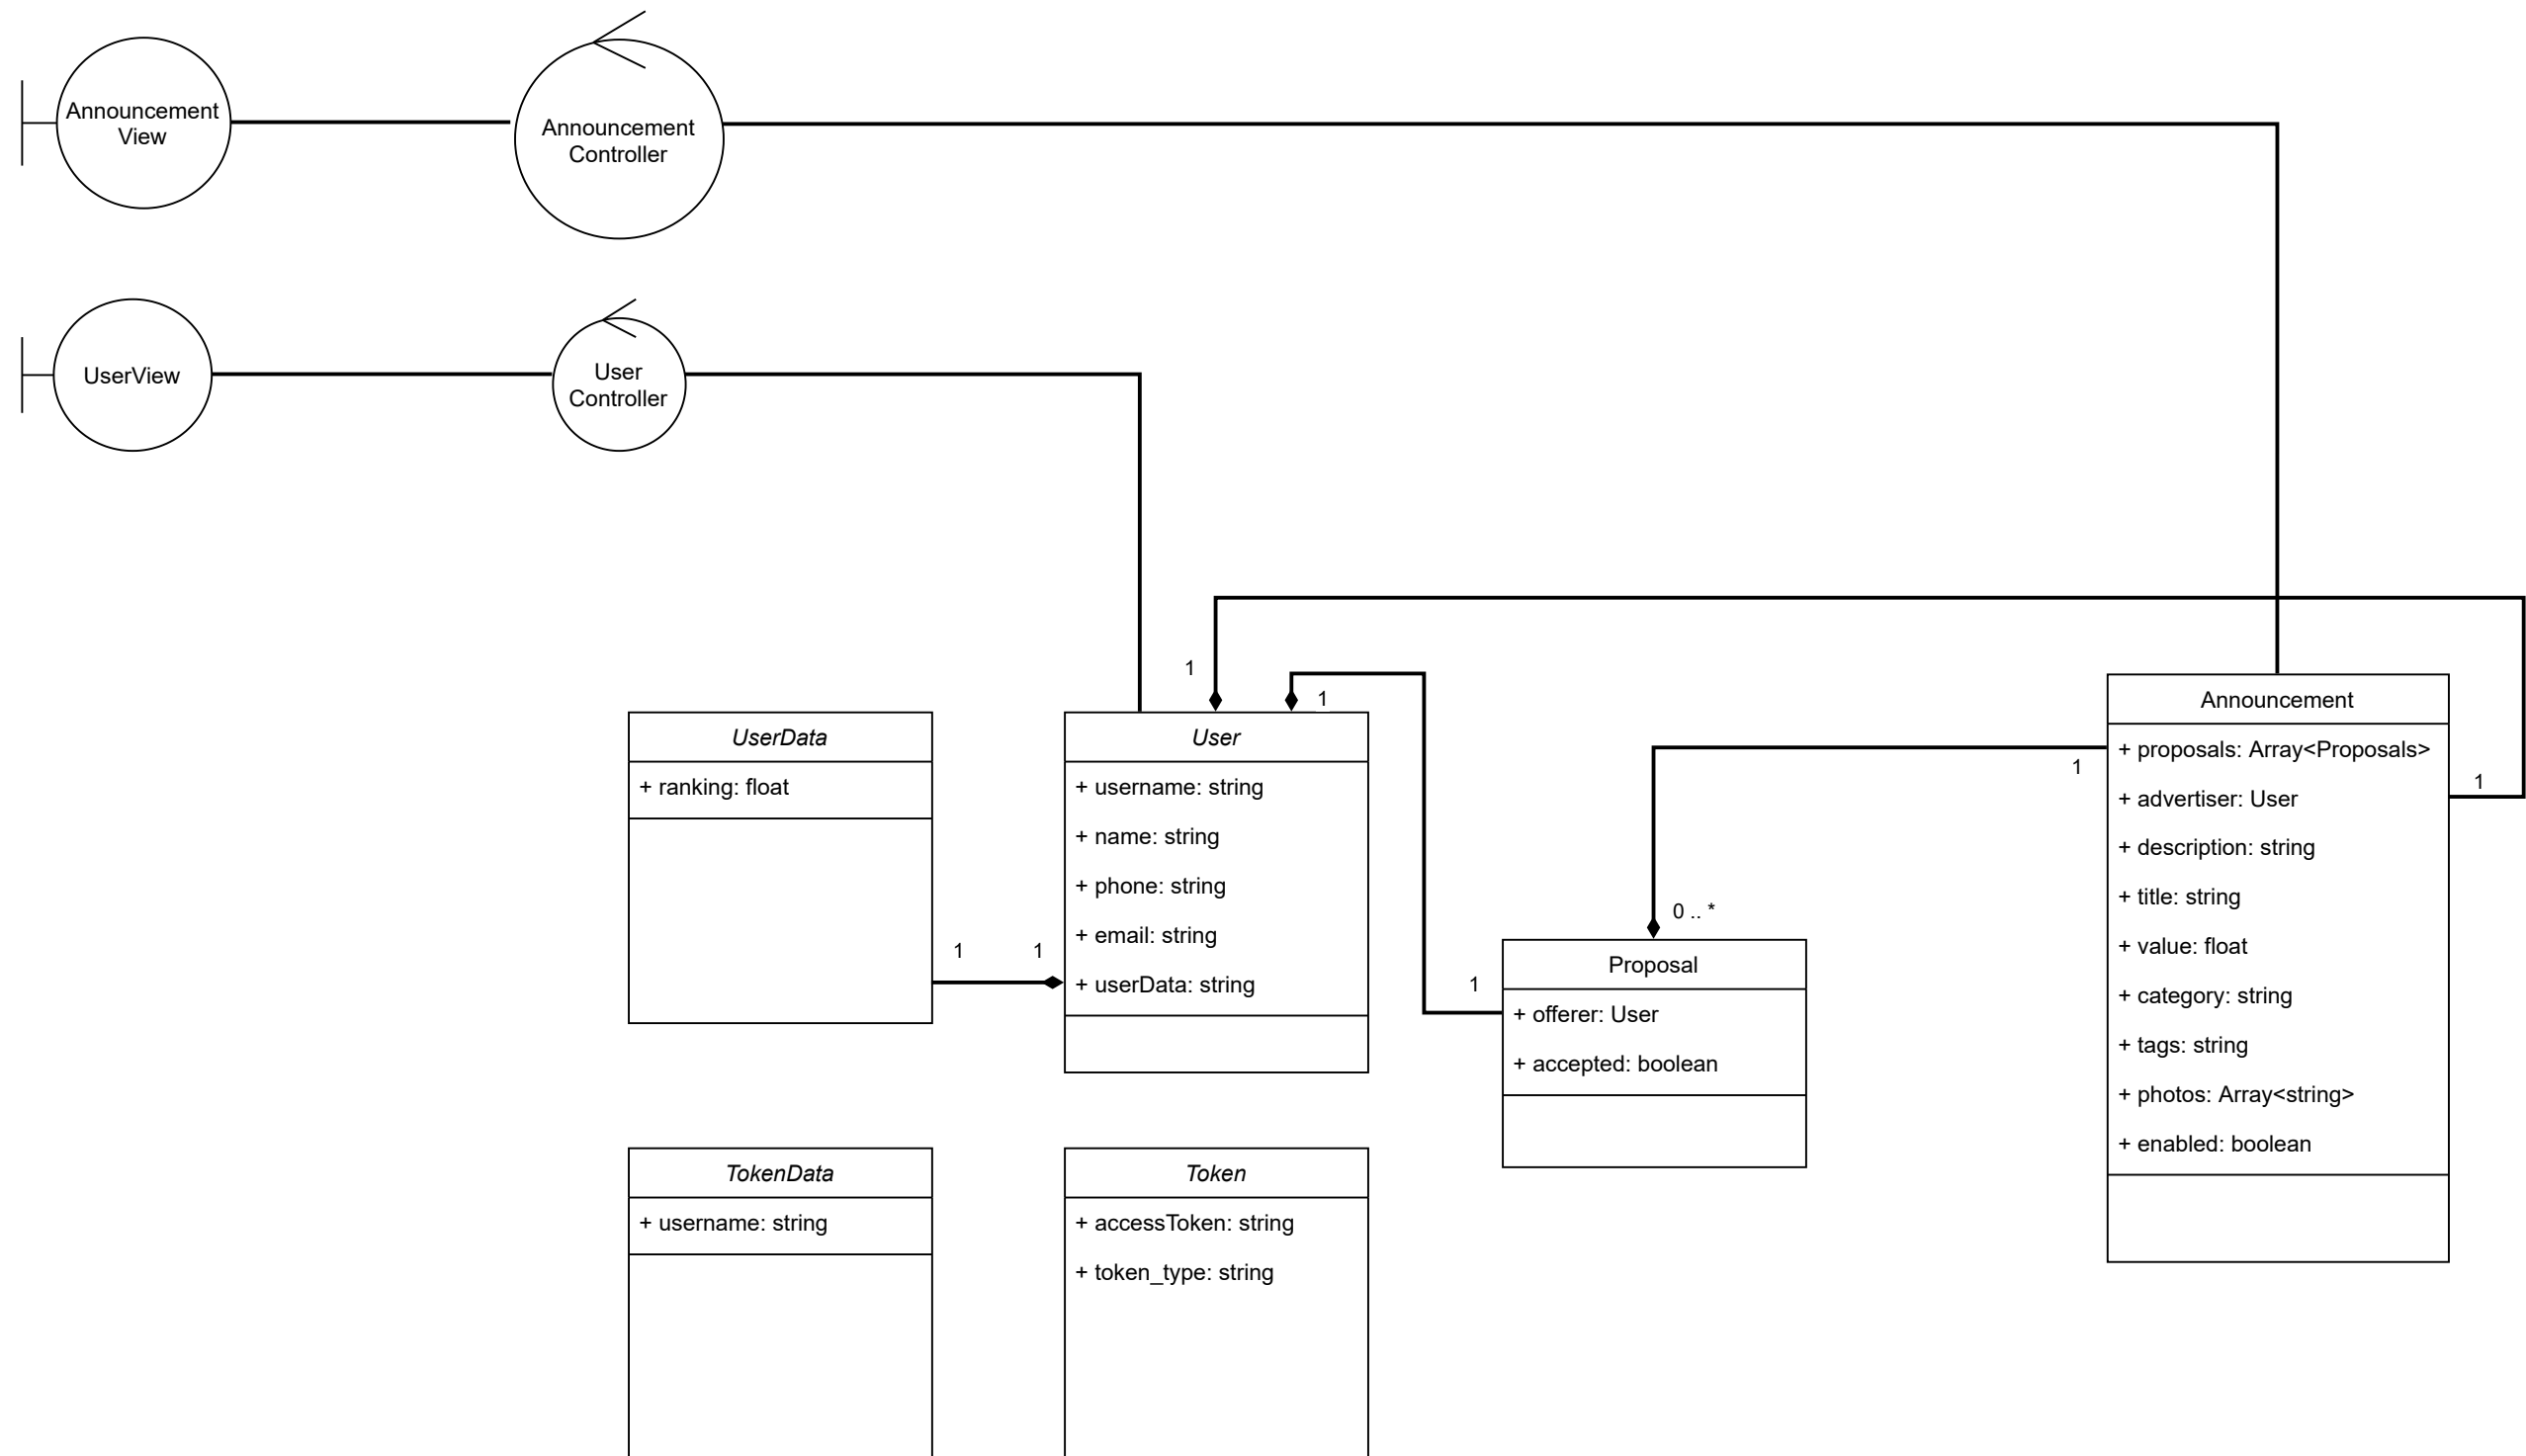 Announcement
View
Announcement
Controller
UserView
User
Controller
1
1
UserData
+ ranking: float
User
+ username: string
+ name: string
+ phone: string
+ email: string
+ userData: string
1
1
Announcement
+ proposals: Array<Proposals>
+ advertiser: User
+ description: string
+ title: string
+ value: float
+ category: string
+ tags: string
+ photos: Array<string>
+ enabled: boolean
1
1
0 .. *
1
Proposal
+ offerer: User
+ accepted: boolean
TokenData
+ username: string
Token
+ accessToken: string
+ token_type: string